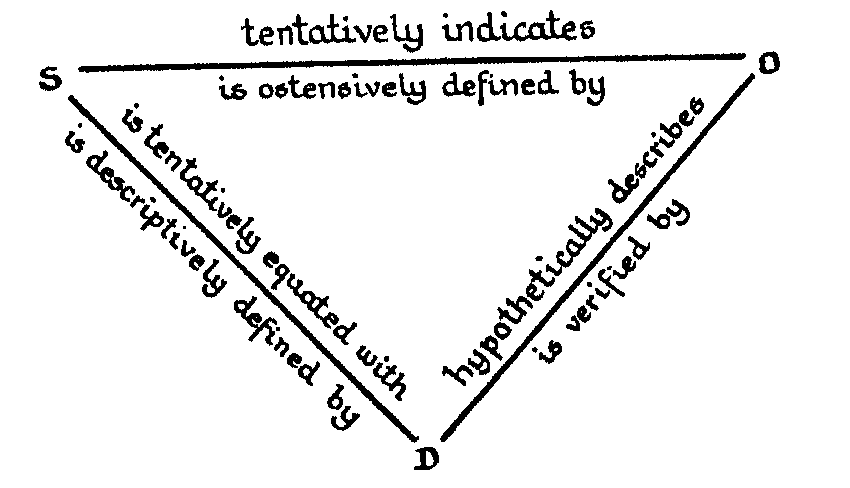 tentatively indicates
S
O
is ostensively defined by
is tentatively equated with
is descriptively defined by
hypothetically describes
is verified by
D